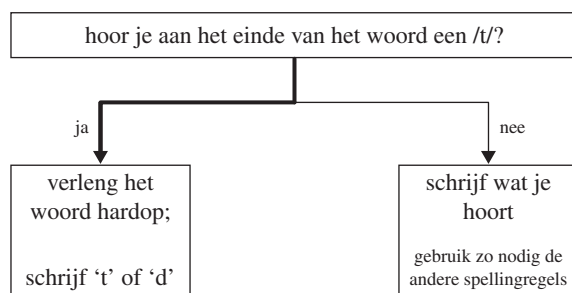 hoor je aan het einde van het woord een /t/?
ja
nee
verleng het
woord hardop;
schrijf ‘t’ of ‘d’
schrijf wat je
hoort
gebruik zo nodig de
andere spellingregels